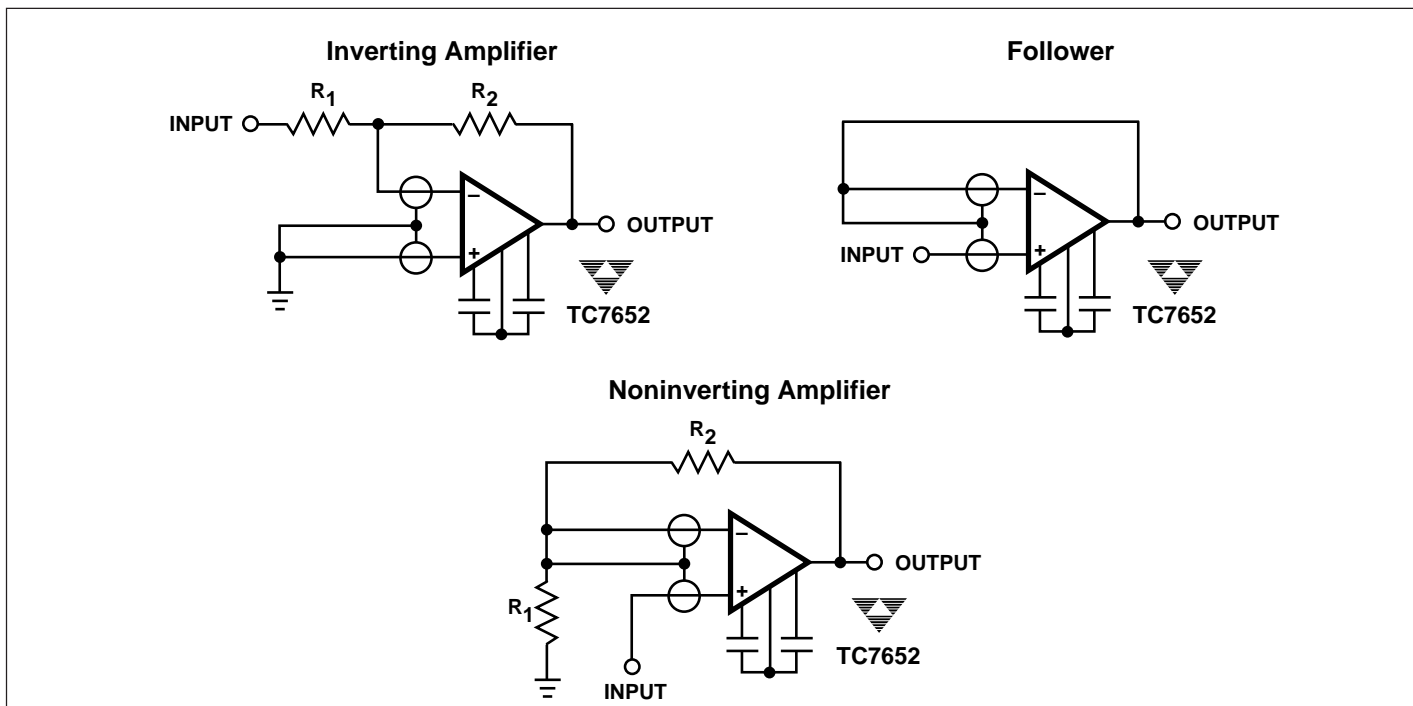 Inverting Amplifier
R1
R2
INPUT
−
+
OUTPUT
TC7652
Follower
−
+
INPUT
OUTPUT
TC7652
Noninverting Amplifier
R2
−
+
OUTPUT
R1
INPUT
TC7652